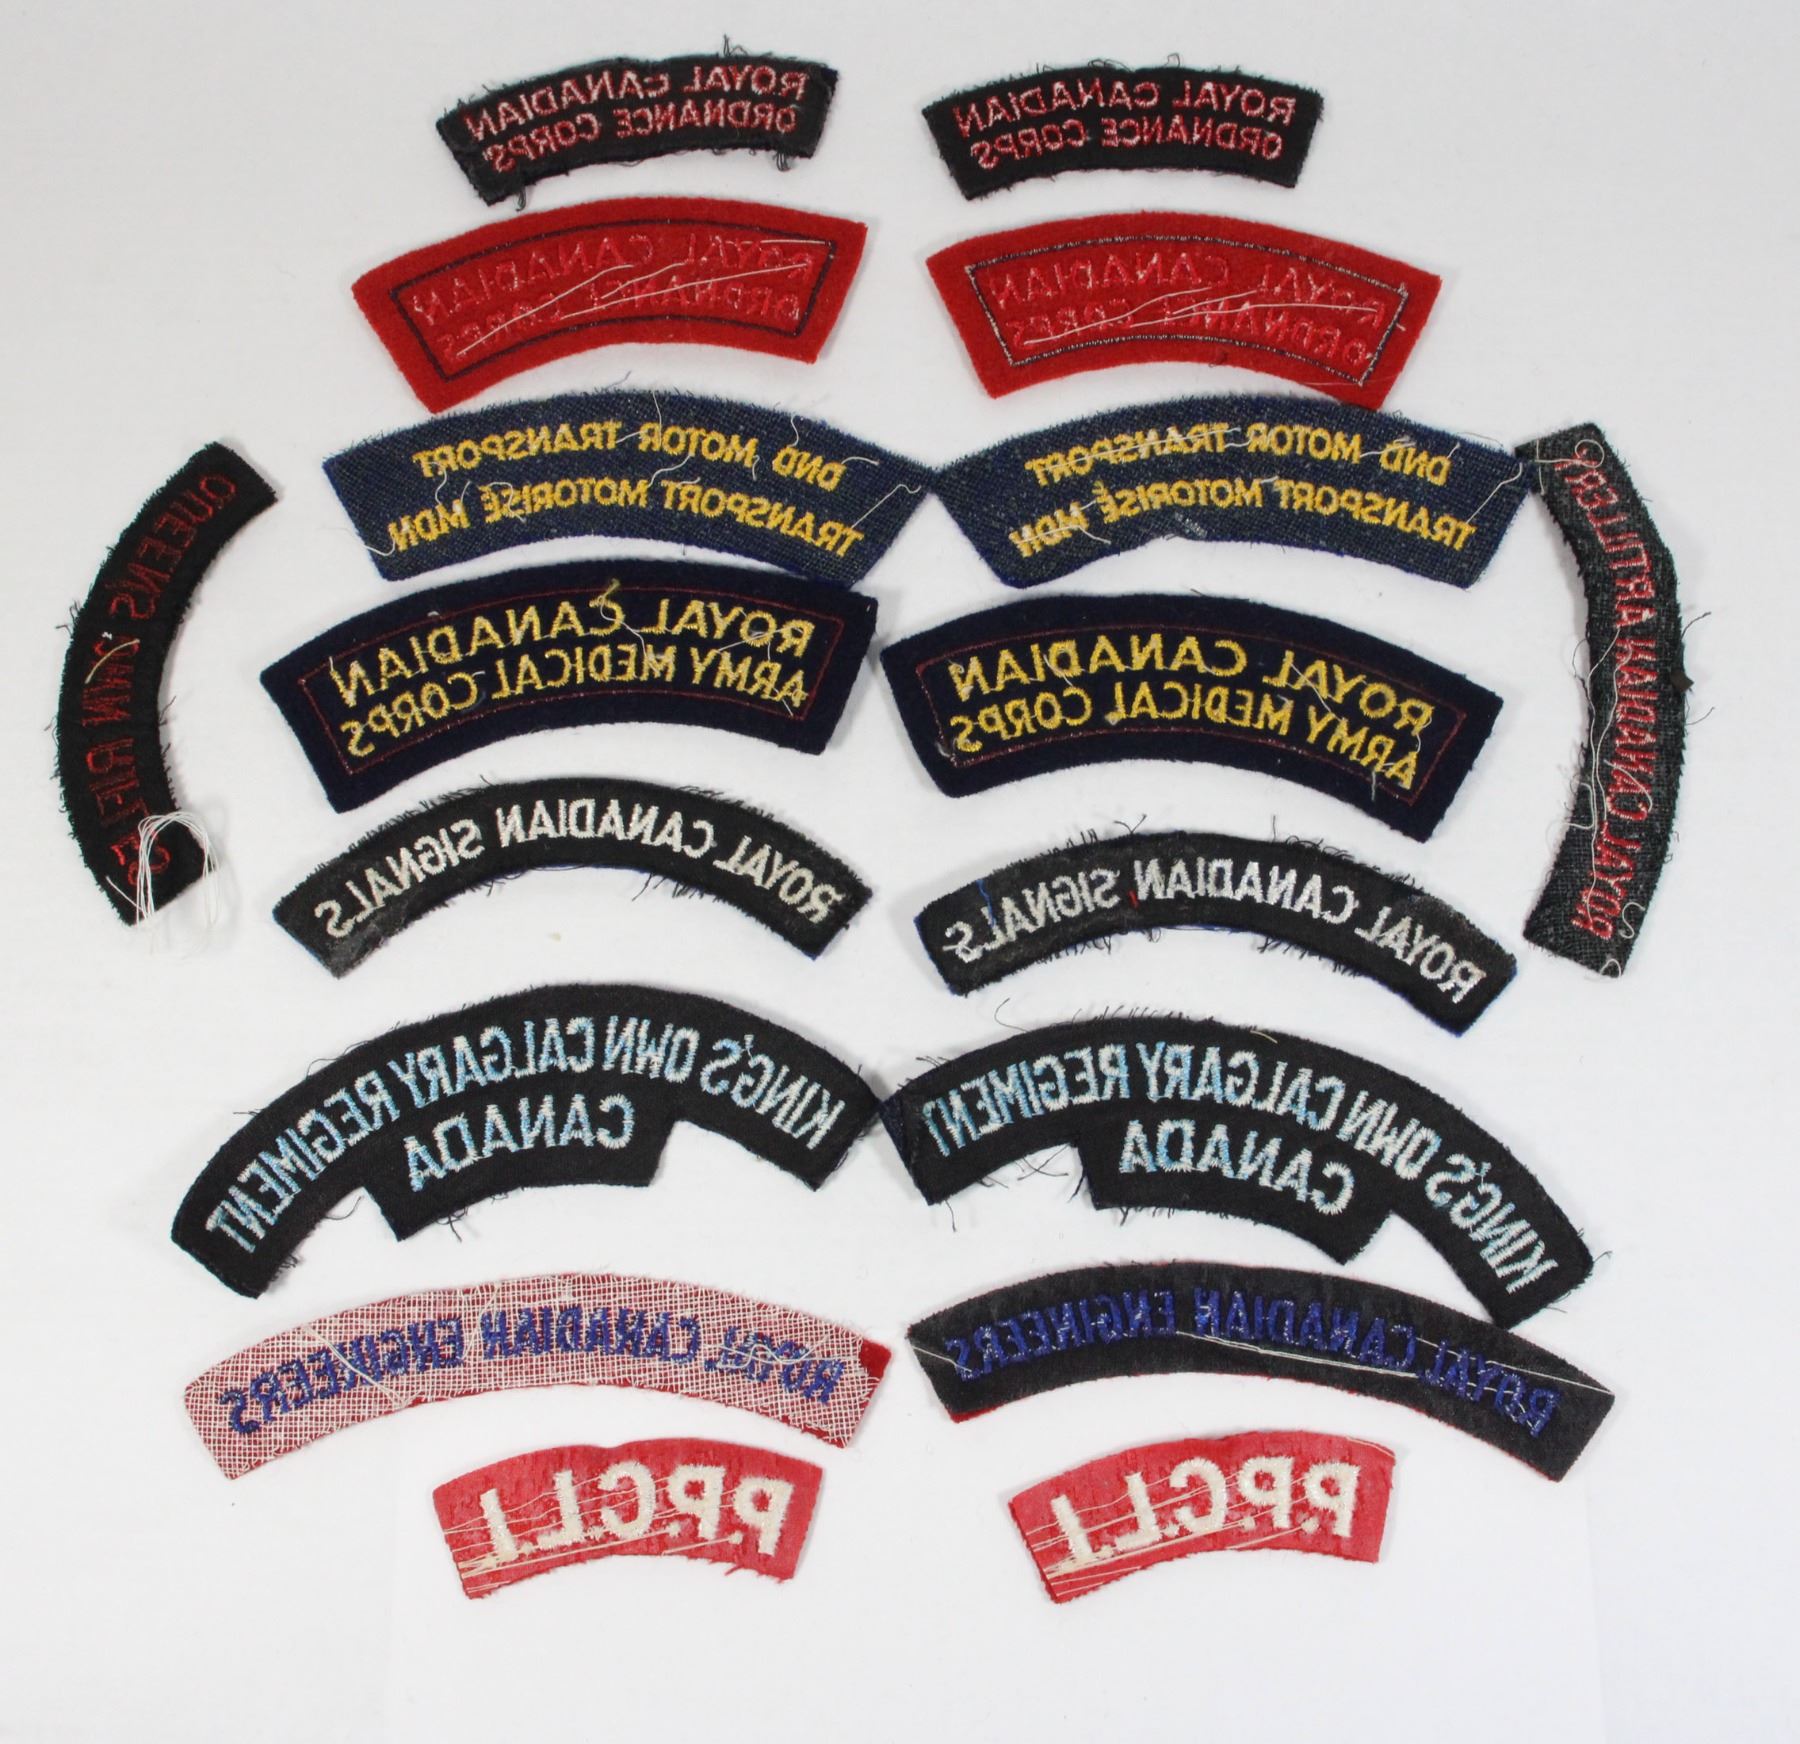 ROYAL CANADIAN
ORDNANCE CORPS
ROYAL CANADIAN
ORDNANCE CORPS
ROYAL CANADIAN
ORDNANCE CORPS
ROYAL CANADIAN
ORDNANCE CORPS
DND MOTOR TRANSPORT
TRANSPORT MOTORISÉ MDN
DND MOTOR TRANSPORT
TRANSPORT MOTORISÉ MDN
QUEEN'S OWN RIFLES
ROYAL CANADIAN ARTILLERY
ROYAL CANADIAN
ARMY MEDICAL CORPS
ROYAL CANADIAN
ARMY MEDICAL CORPS
ROYAL CANADIAN SIGNALS
ROYAL CANADIAN SIGNALS
KING'S OWN CALGARY REGIMENT
CANADA
KING'S OWN CALGARY REGIMENT
CANADA
ROYAL CANADIAN ENGINEERS
ROYAL CANADIAN ENGINEERS
P.P.C.L.I.
P.P.C.L.I